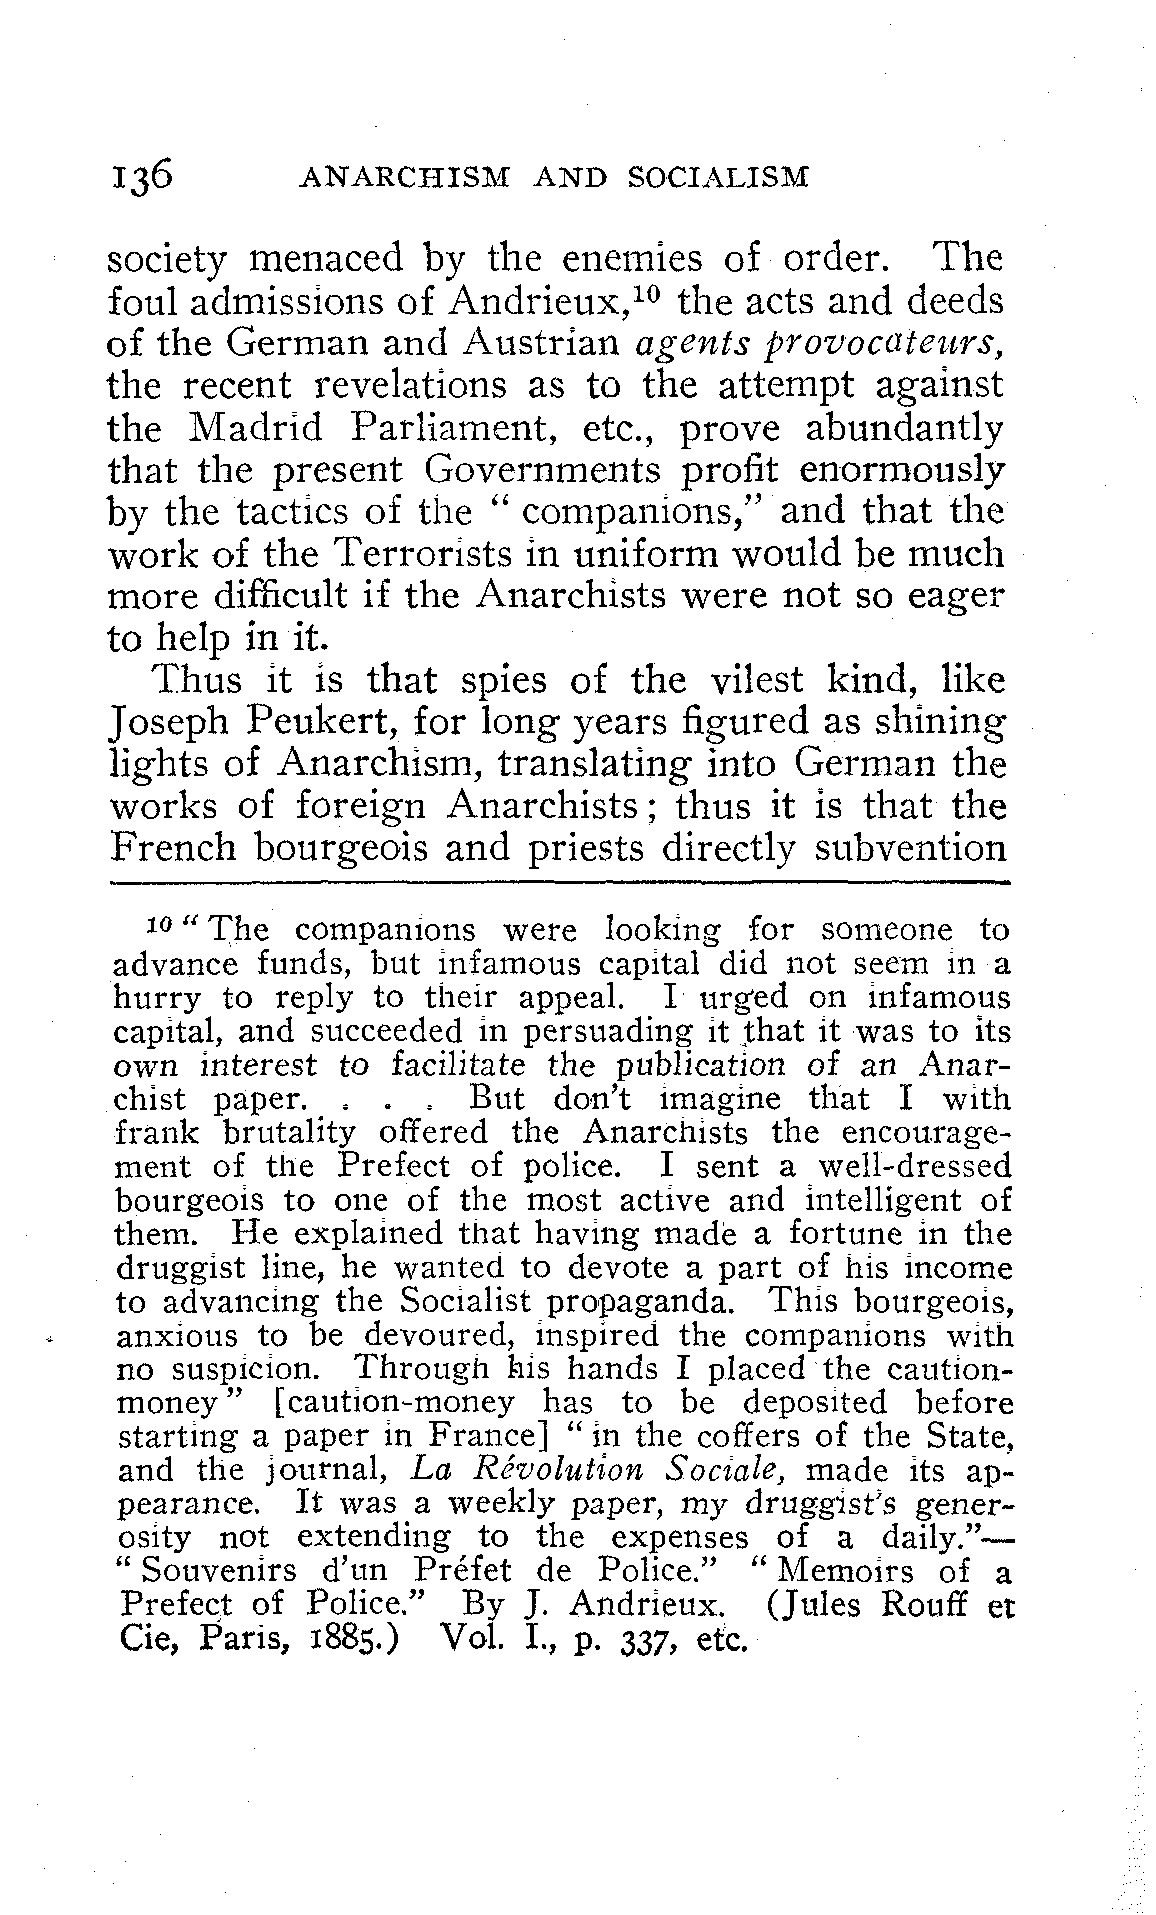 136 ANARCHISM AND SOCIALISM
society menaced by the enemies of order. The
foul admissions of Andrieux,¹⁰ the acts and deeds
of the German and Austrian agents provocateurs,
the recent revelations as to the attempt against
the Madrid Parliament, etc., prove abundantly
that the present Governments profit enormously
by the tactics of the “ companions,” and that the
work of the Terrorists in uniform would be much
more difficult if the Anarchists were not so eager
to help in it.
Thus it is that spies of the vilest kind, like
Joseph Peukert, for long years figured as shining
lights of Anarchism, translating into German the
works of foreign Anarchists ; thus it is that the
French bourgeois and priests directly subvention
¹⁰ “ The companions were looking for someone to
advance funds, but infamous capital did not seem in a
hurry to reply to their appeal. I urged on infamous
capital, and succeeded in persuading it that it was to its
own interest to facilitate the publication of an Anar-
chist paper. . . . But don’t imagine that I with
frank brutality offered the Anarchists the encourage-
ment of the Prefect of police. I sent a well-dressed
bourgeois to one of the most active and intelligent of
them. He explained that having made a fortune in the
druggist line, he wanted to devote a part of his income
to advancing the Socialist propaganda. This bourgeois,
anxious to be devoured, inspired the companions with
no suspicion. Through his hands I placed the caution-
money ” [caution-money has to be deposited before
starting a paper in France] “ in the coffers of the State,
and the journal, La Révolution Sociale, made its ap-
pearance. It was a weekly paper, my druggist’s gener-
osity not extending to the expenses of a daily.”—
“ Souvenirs d’un Préfet de Police.” “ Memoirs of a
Prefect of Police.” By J. Andrieux. (Jules Rouff et
Cie, Paris, 1885.) Vol. I., p. 337, etc.